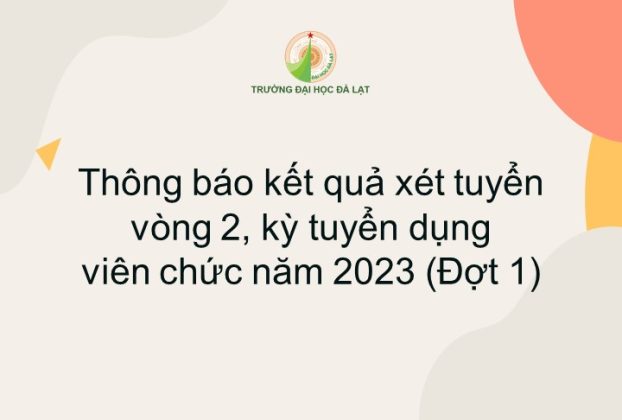 ĐẠI HỌC ĐÀ LẠT
TRƯỜNG ĐẠI HỌC ĐÀ LẠT
Thông báo kết quả xét tuyển
vòng 2, kỳ tuyển dụng
viên chức năm 2023 (Đợt 1)